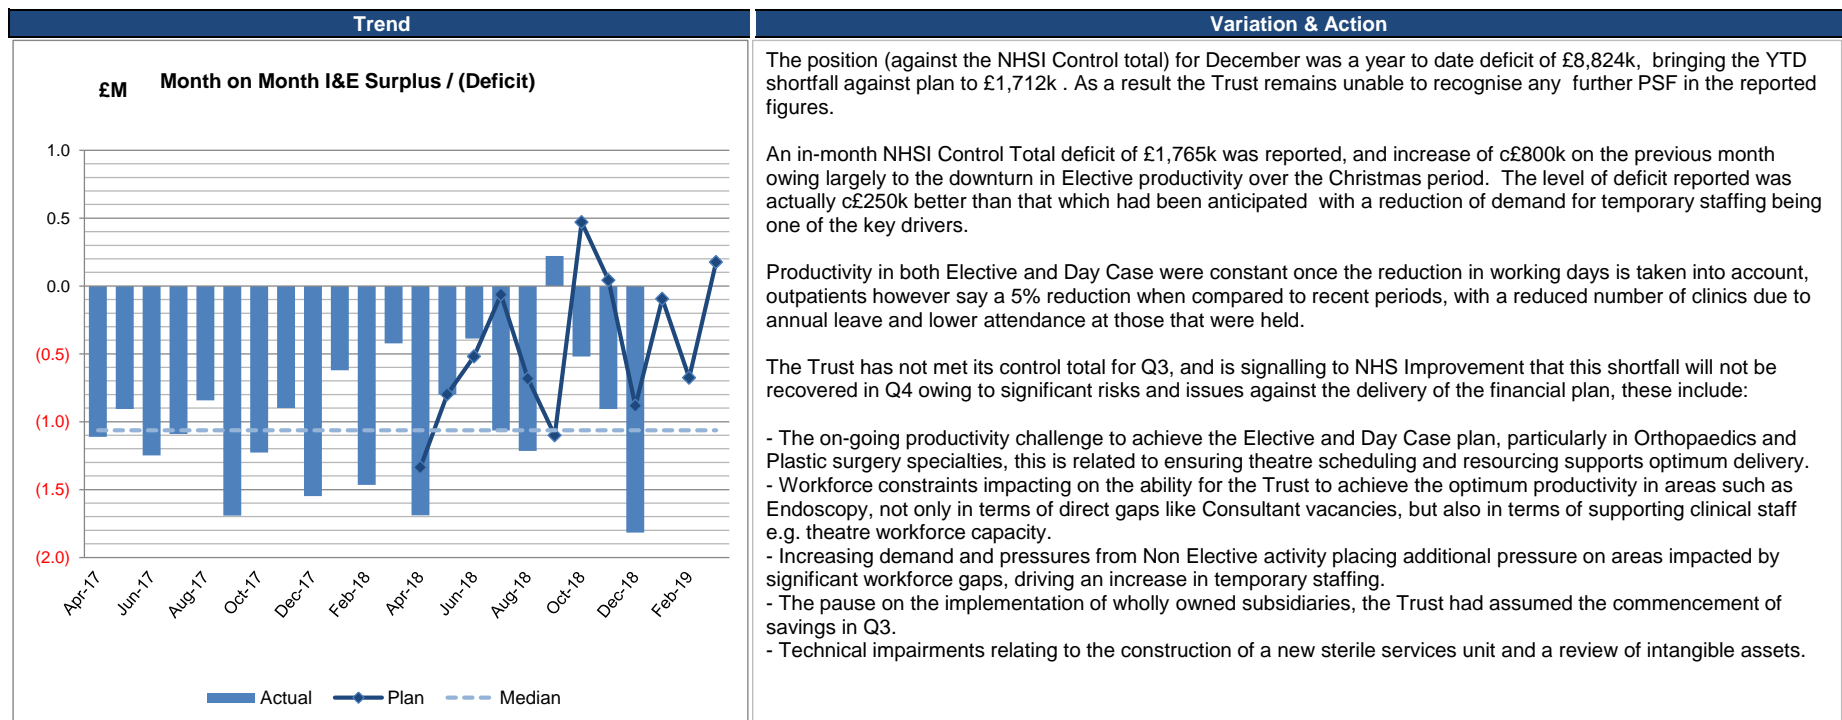 Trend
£M
Month on Month I&E Surplus / (Deficit)
1.0
0.5
0.0
(0.5)
(1.0)
(1.5)
(2.0)
Apr-17
Jun-17
Aug-17
Oct-17
Dec-17
Feb-18
Apr-18
Jun-18
Aug-18
Oct-18
Dec-18
Feb-19
Actual
Plan
Median
Variation & Action
The position (against the NHSI Control total) for December was a year to date deficit of £8,824k, bringing the YTD
shortfall against plan to £1,712k . As a result the Trust remains unable to recognise any further PSF in the reported
figures.
An in-month NHSI Control Total deficit of £1,765k was reported, and increase of c£800k on the previous month
owing largely to the downturn in Elective productivity over the Christmas period. The level of deficit reported was
actually c£250k better than that which had been anticipated with a reduction of demand for temporary staffing being
one of the key drivers.
Productivity in both Elective and Day Case were constant once the reduction in working days is taken into account,
outpatients however say a 5% reduction when compared to recent periods, with a reduced number of clinics due to
annual leave and lower attendance at those that were held.
The Trust has not met its control total for Q3, and is signalling to NHS Improvement that this shortfall will not be
recovered in Q4 owing to significant risks and issues against the delivery of the financial plan, these include:
- The on-going productivity challenge to achieve the Elective and Day Case plan, particularly in Orthopaedics and
Plastic surgery specialties, this is related to ensuring theatre scheduling and resourcing supports optimum delivery.
- Workforce constraints impacting on the ability for the Trust to achieve the optimum productivity in areas such as
Endoscopy, not only in terms of direct gaps like Consultant vacancies, but also in terms of supporting clinical staff
e.g. theatre workforce capacity.
- Increasing demand and pressures from Non Elective activity placing additional pressure on areas impacted by
significant workforce gaps, driving an increase in temporary staffing.
- The pause on the implementation of wholly owned subsidiaries, the Trust had assumed the commencement of
savings in Q3.
- Technical impairments relating to the construction of a new sterile services unit and a review of intangible assets.